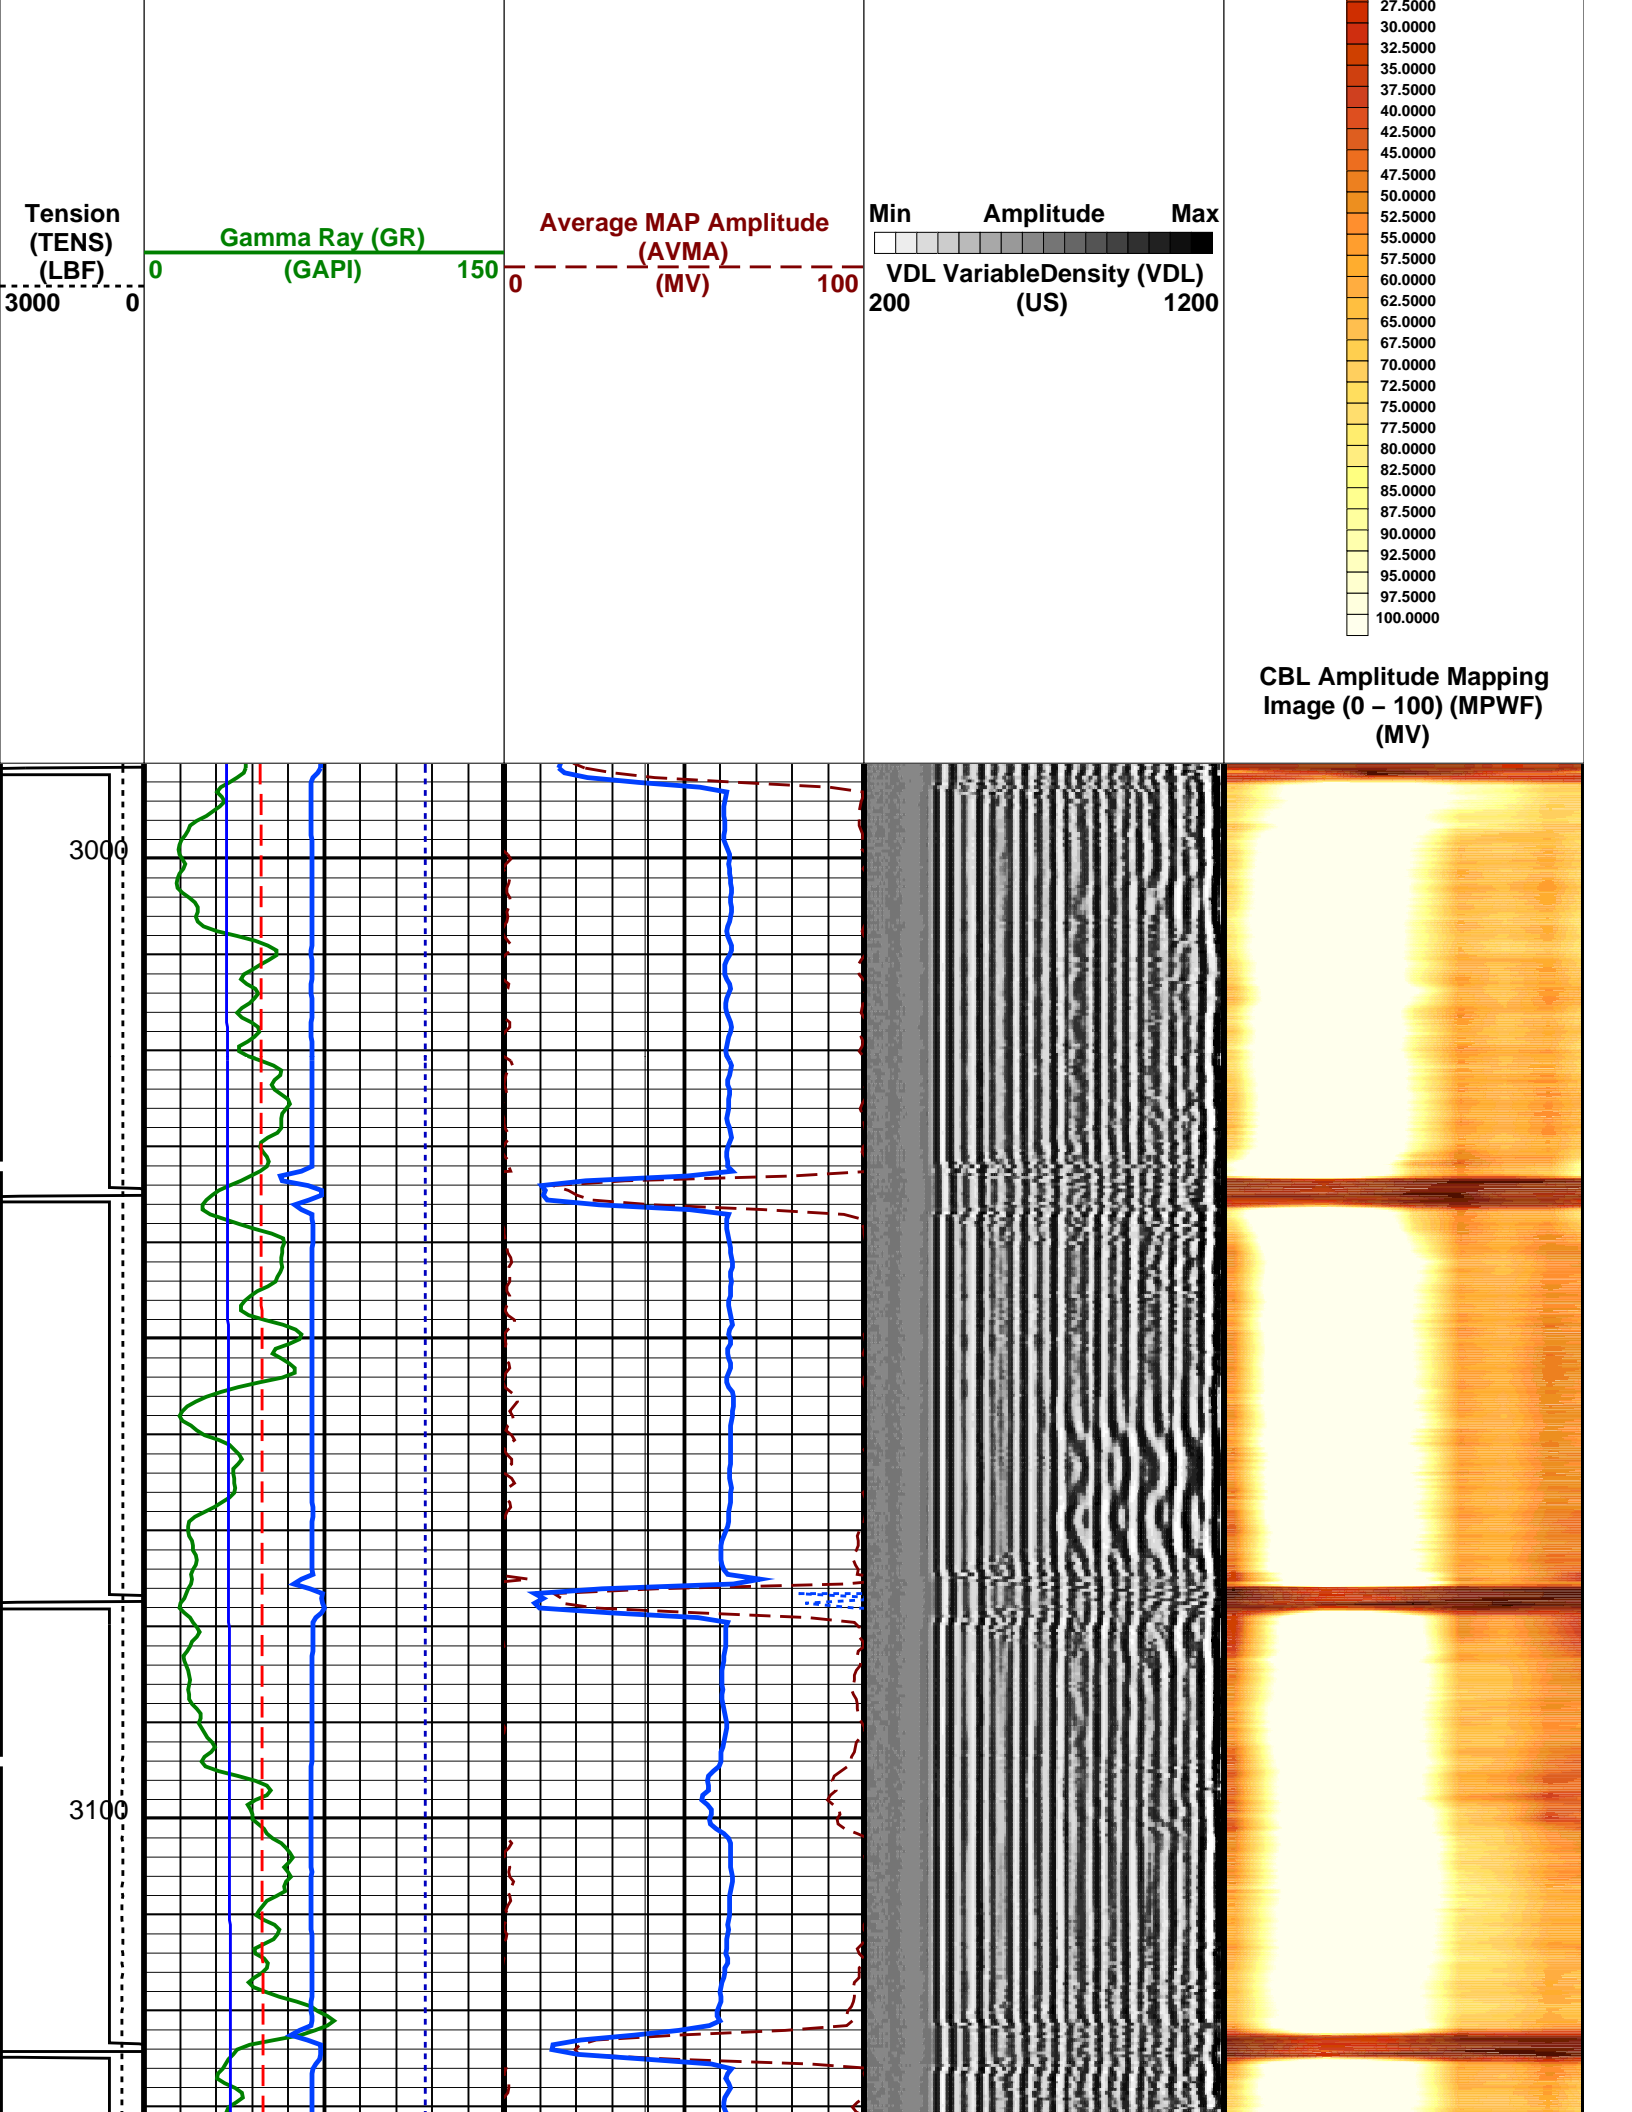 27.5000
30.0000
32.5000
35.0000
37.5000
40.0000
42.5000
45.0000
47.5000
50.0000
52.5000
55.0000
57.5000
60.0000
62.5000
65.0000
67.5000
70.0000
72.5000
75.0000
77.5000
80.0000
82.5000
85.0000
87.5000
90.0000
92.5000
95.0000
97.5000
100.0000
Tension
(TENS)
(LBF)
3000 0
Gamma Ray (GR)
0 (GAPI) 150
Average MAP Amplitude
(AVMA)
0 (MV) 100
Min Amplitude Max
VDL VariableDensity (VDL)
200 (US) 1200
CBL Amplitude Mapping
Image (0 – 100) (MPWF)
(MV)
3000
3100